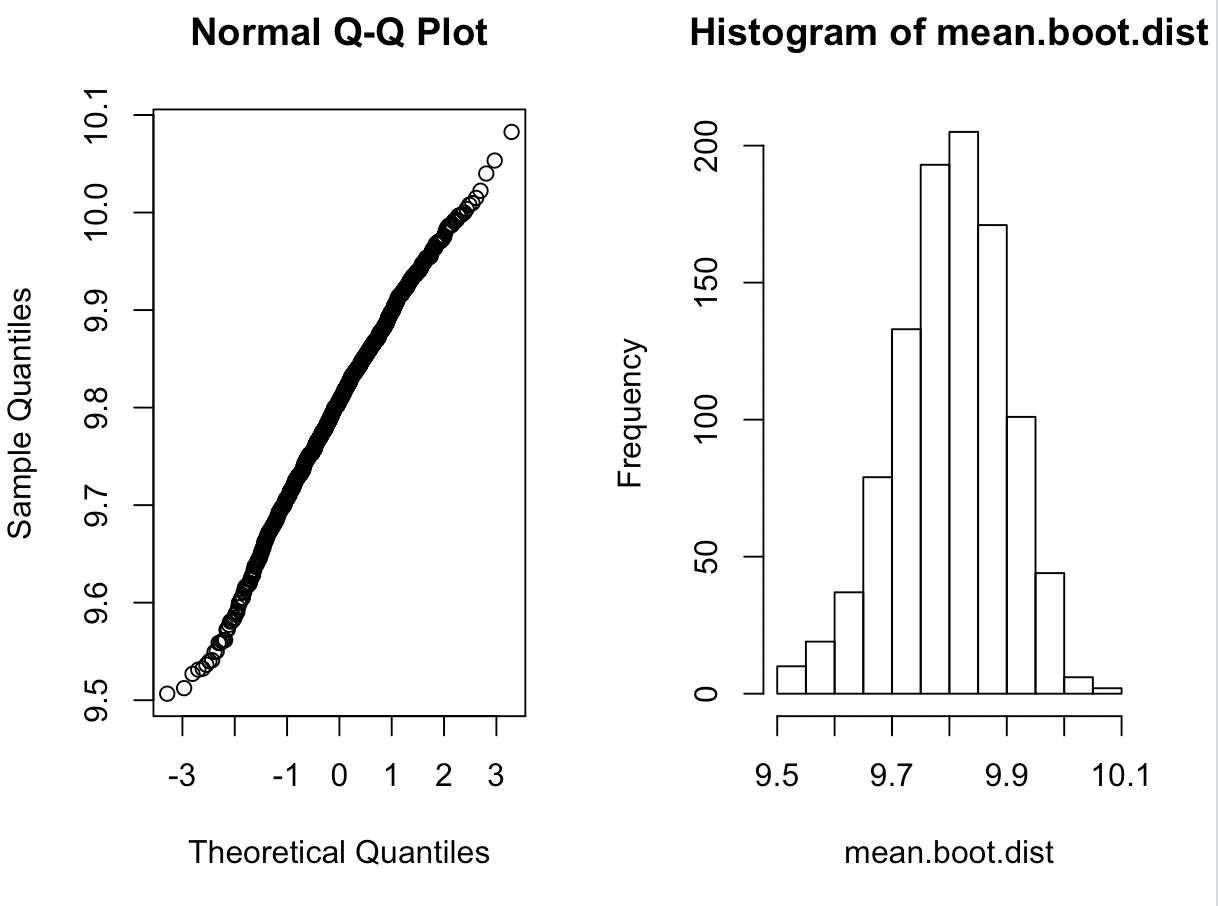 Normal Q-Q Plot
Sample Quantiles
10.1
10.0
9.9
9.8
9.7
9.6
9.5
-3 -1 0 1 2 3
Theoretical Quantiles
Histogram of mean.boot.dist
Frequency
200
150
100
50
0
9.5 9.7 9.9 10.1
mean.boot.dist